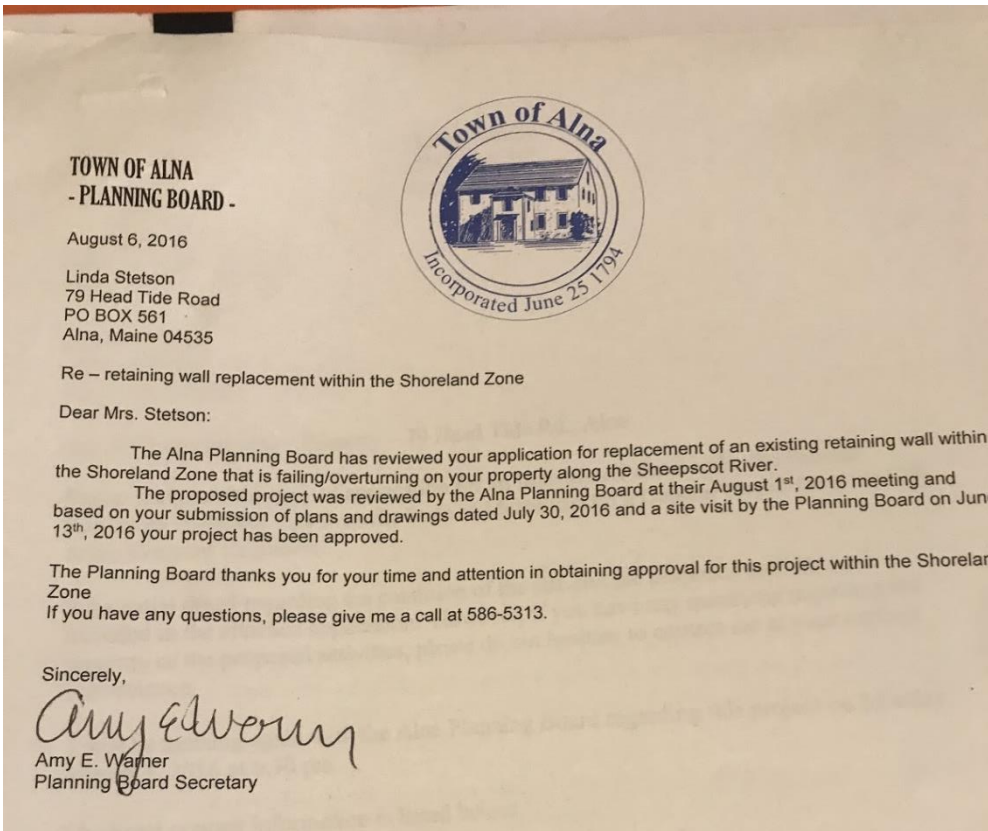 Town of Alna
Incorporated June 25 1794
TOWN OF ALNA
- PLANNING BOARD -
August 6, 2016
Linda Stetson
79 Head Tide Road
PO BOX 561
Alna, Maine 04535
Re – retaining wall replacement within the Shoreland Zone
Dear Mrs. Stetson:
The Alna Planning Board has reviewed your application for replacement of an existing retaining wall within
the Shoreland Zone that is failing/overturning on your property along the Sheepscot River.
The proposed project was reviewed by the Alna Planning Board at their August 1st, 2016 meeting and
based on your submission of plans and drawings dated July 30, 2016 and a site visit by the Planning Board on Jun
13th, 2016 your project has been approved.
The Planning Board thanks you for your time and attention in obtaining approval for this project within the Shorelan
Zone
If you have any questions, please give me a call at 586-5313.
Sincerely,
Amy E. Warner
Planning Board Secretary